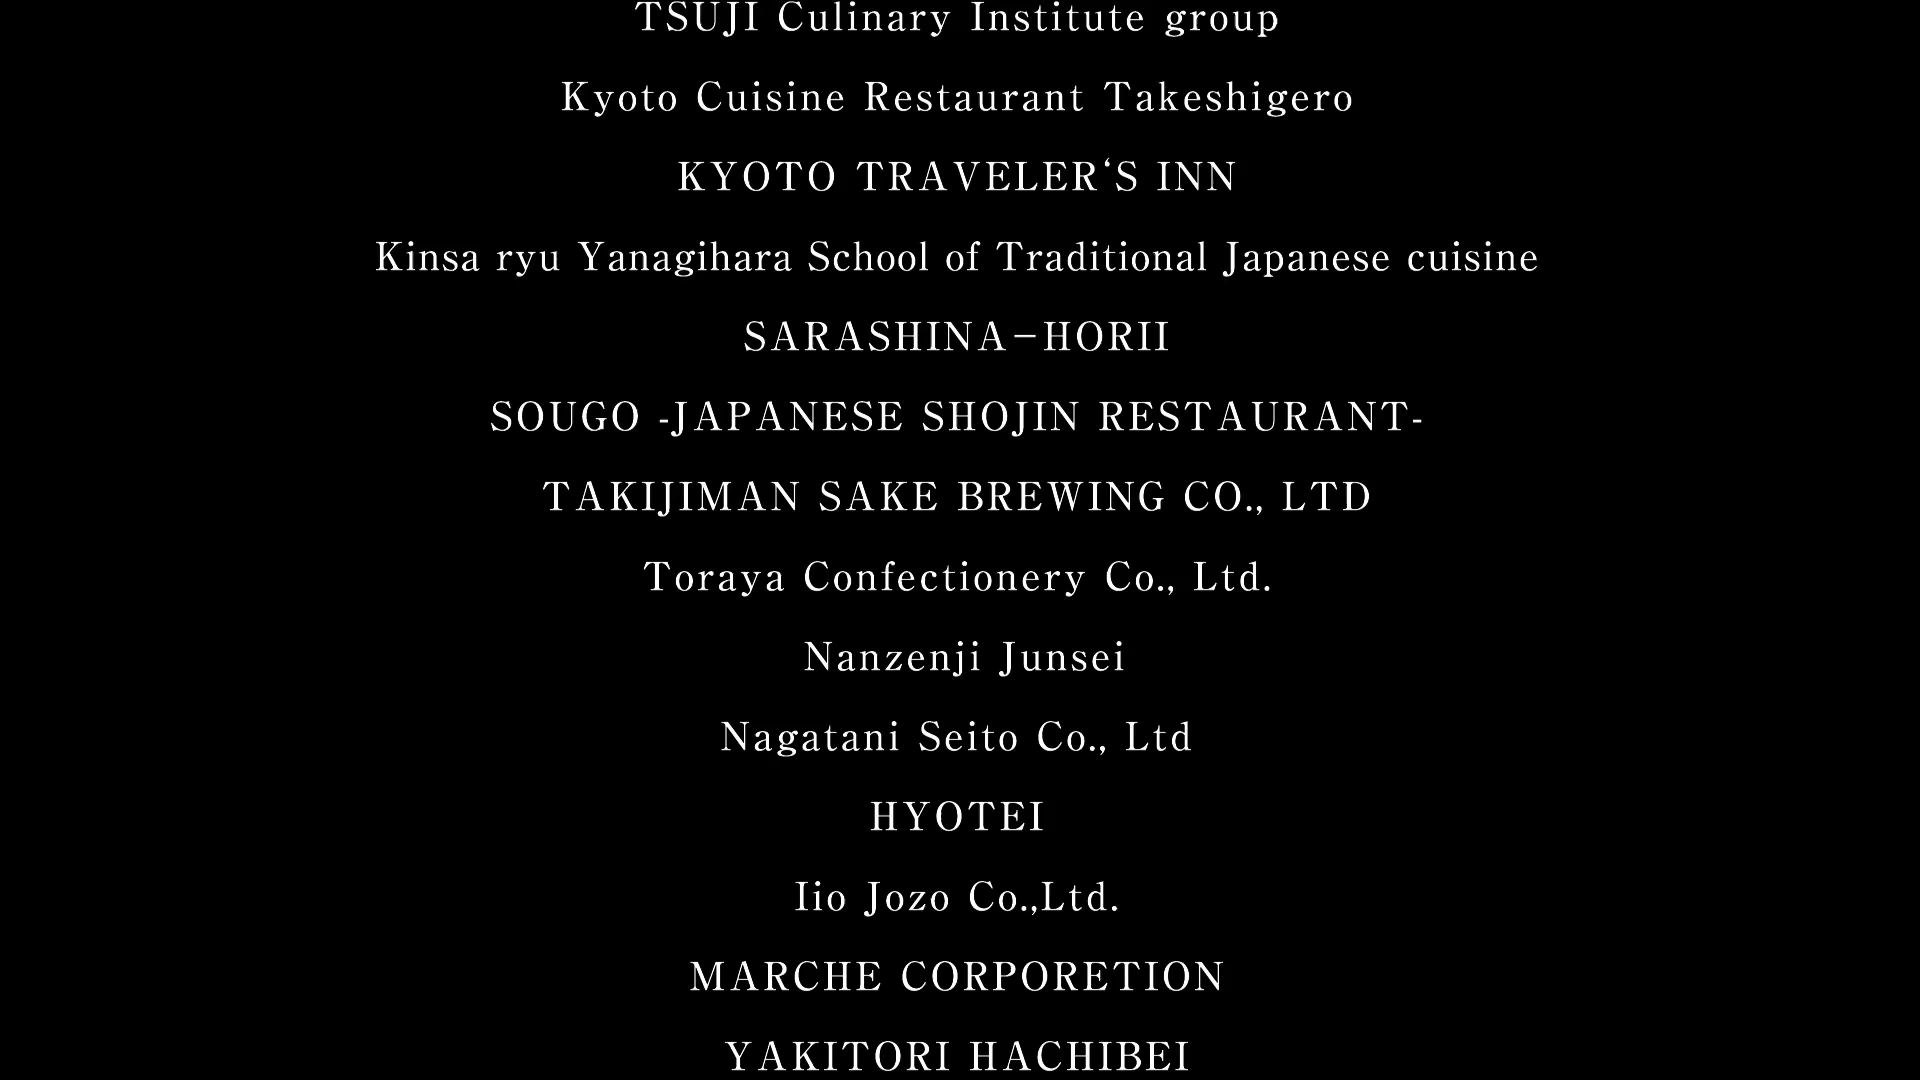 TSUJI Culinary Institute group
Kyoto Cuisine Restaurant Takeshigero
KYOTO TRAVELER‘S INN
Kinsa ryu Yanagihara School of Traditional Japanese cuisine
SARASHINA−HORII
SOUGO -JAPANESE SHOJIN RESTAURANT-
TAKIJIMAN SAKE BREWING CO., LTD
Toraya Confectionery Co., Ltd.
Nanzenji Junsei
Nagatani Seito Co., Ltd
HYOTEI
Iio Jozo Co.,Ltd.
MARCHE CORPORETION
YAKITORI HACHIBEI